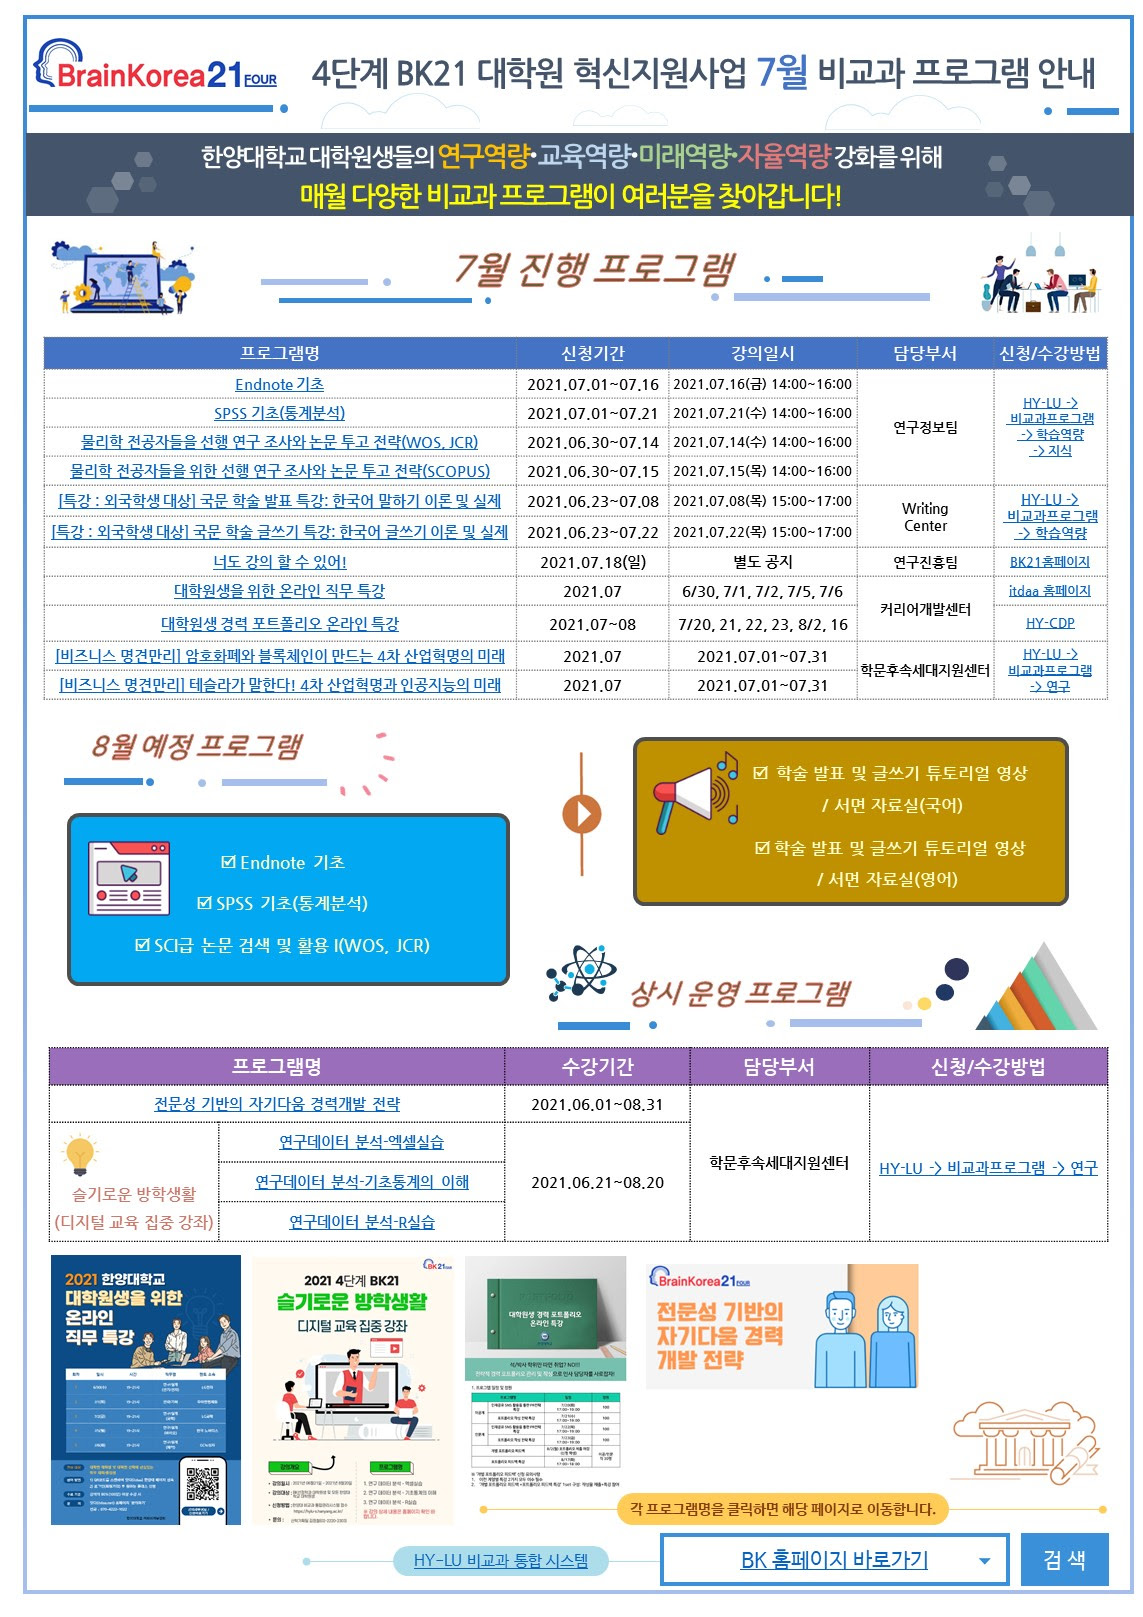 BrainKorea21 FOUR
4단계 BK21 대학원 혁신지원사업 7월 비교과 프로그램 안내
한양대학교 대학원생들의 연구역량·교육역량·미래역량·자율역량 강화를 위해
매월 다양한 비교과 프로그램이 여러분을 찾아갑니다!
7월 진행 프로그램
프로그램명 신청기간 강의일시 담당부서 신청/수강방법
Endnote 기초 2021.07.01~07.16 2021.07.16(금) 14:00~16:00
SPSS 기초(통계분석) 2021.07.01~07.21 2021.07.21(수) 14:00~16:00
물리학 전공자들을 선행 연구 조사와 논문 투고 전략(WOS, JCR) 2021.06.30~07.14 2021.07.14(수) 14:00~16:00
물리학 전공자들을 위한 선행 연구 조사와 논문 투고 전략(SCOPUS) 2021.06.30~07.15 2021.07.15(목) 14:00~16:00
연구정보팀
HY-LU ->
비교과프로그램
-> 학습역량
-> 지식
[특강 : 외국학생 대상] 국문 학술 발표 특강: 한국어 말하기 이론 및 실제 2021.06.23~07.08 2021.07.08(목) 15:00~17:00
[특강 : 외국학생 대상] 국문 학술 글쓰기 특강: 한국어 글쓰기 이론 및 실제 2021.06.23~07.22 2021.07.22(목) 15:00~17:00
Writing
Center
HY-LU ->
비교과프로그램
-> 학습역량
너도 강의 할 수 있어! 2021.07.18(일) 별도 공지 연구진흥팀 BK21홈페이지
대학원생을 위한 온라인 직무 특강 2021.07 6/30, 7/1, 7/2, 7/5, 7/6 itdaa 홈페이지
커리어개발센터
대학원생 경력 포트폴리오 온라인 특강 2021.07~08 7/20, 21, 22, 23, 8/2, 16 HY-CDP
[비즈니스 명견만리] 암호화폐와 블록체인이 만드는 4차 산업혁명의 미래 2021.07 2021.07.01~07.31
[비즈니스 명견만리] 테슬라가 말한다! 4차 산업혁명과 인공지능의 미래 2021.07 2021.07.01~07.31
학문후속세대지원센터
HY-LU ->
비교과프로그램
-> 연구
8월 예정 프로그램
☑ Endnote 기초
☑ SPSS 기초(통계분석)
☑ SCI급 논문 검색 및 활용 I(WOS, JCR)
☑ 학술 발표 및 글쓰기 튜토리얼 영상
/ 서면 자료실(국어)
☑ 학술 발표 및 글쓰기 튜토리얼 영상
/ 서면 자료실(영어)
상시 운영 프로그램
프로그램명 수강기간 담당부서 신청/수강방법
전문성 기반의 자기다움 경력개발 전략 2021.06.01~08.31
슬기로운 방학생활
(디지털 교육 집중 강좌)
연구데이터 분석-엑셀실습
연구데이터 분석-기초통계의 이해
연구데이터 분석-R실습
2021.06.21~08.20
학문후속세대지원센터
HY-LU -> 비교과프로그램 -> 연구
2021 한양대학교
대학원생을 위한
온라인
직무 특강
BK21
2021 4단계 BK21
슬기로운 방학생활
디지털 교육 집중 강좌
강의개요 프로그램명
대학원생 경력 포트폴리오
온라인 특강
BrainKorea21 FOUR
전문성 기반의
자기다움 경력
개발 전략
각 프로그램명을 클릭하면 해당 페이지로 이동합니다.
HY-LU 비교과 통합 시스템
BK 홈페이지 바로가기
검 색